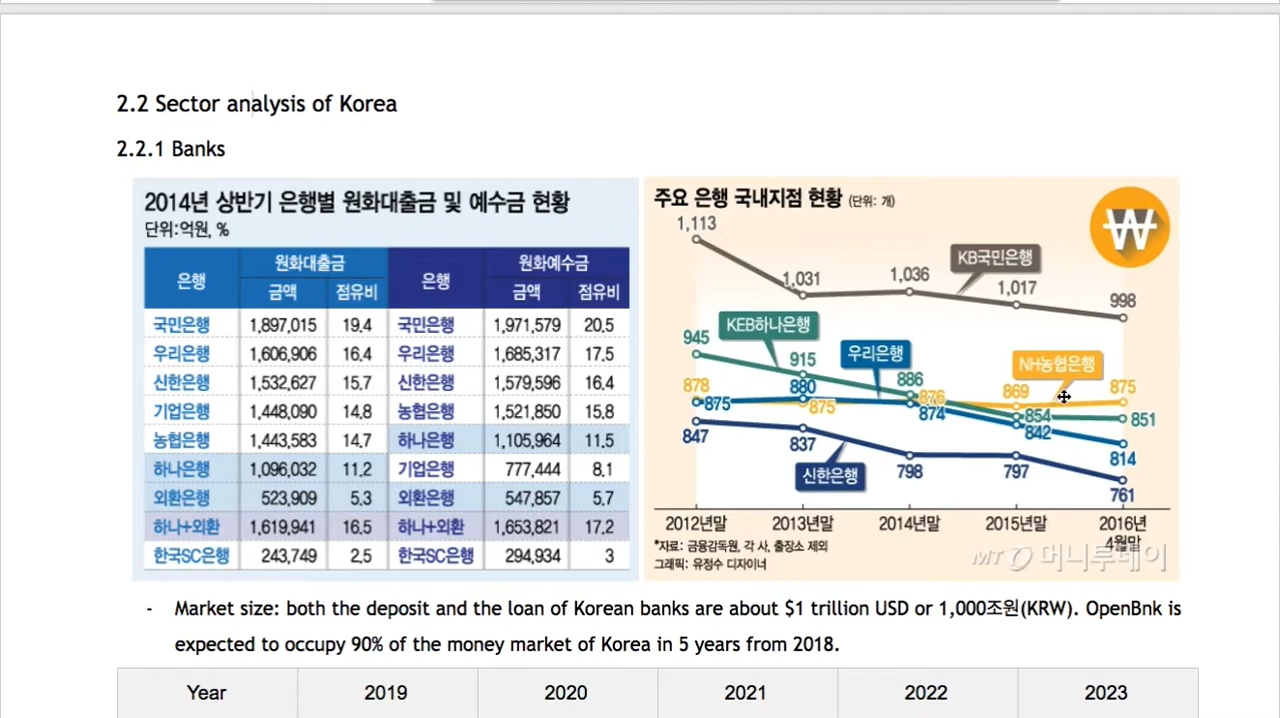 2.2 Sector analysis of Korea
2.2.1 Banks
2014년 상반기 은행별 원화대출금 및 예수금 현황
단위:억원, %
은행 원화대출금 은행 원화예수금
금액 점유비 금액 점유비
국민은행 1,897,015 19.4 국민은행 1,971,579 20.5
우리은행 1,606,906 16.4 우리은행 1,685,317 17.5
신한은행 1,532,627 15.7 신한은행 1,579,596 16.4
기업은행 1,448,090 14.8 농협은행 1,521,850 15.8
농협은행 1,443,583 14.7 하나은행 1,105,964 11.5
하나은행 1,096,032 11.2 기업은행 777,444 8.1
외환은행 523,909 5.3 외환은행 547,857 5.7
하나+외환 1,619,941 16.5 하나+외환 1,653,821 17.2
한국SC은행 243,749 2.5 한국SC은행 294,934 3
주요 은행 국내지점 현황 (단위: 개)
₩
1,113 1,031 1,036 1,017 998
KB국민은행
945 915 886 854 851
KEB하나은행
우리은행
875 880 874 842 814
NH농협은행
878 875 876 869 875
847 837 798 797 761
신한은행
2012년말 2013년말 2014년말 2015년말 2016년
4월말
*자료: 금융감독원, 각 사, 출장소 제외
그래픽: 유정수 디자이너
MT 머니투데이
- Market size: both the deposit and the loan of Korean banks are about $1 trillion USD or 1,000조원(KRW). OpenBnk is
expected to occupy 90% of the money market of Korea in 5 years from 2018.
Year 2019 2020 2021 2022 2023